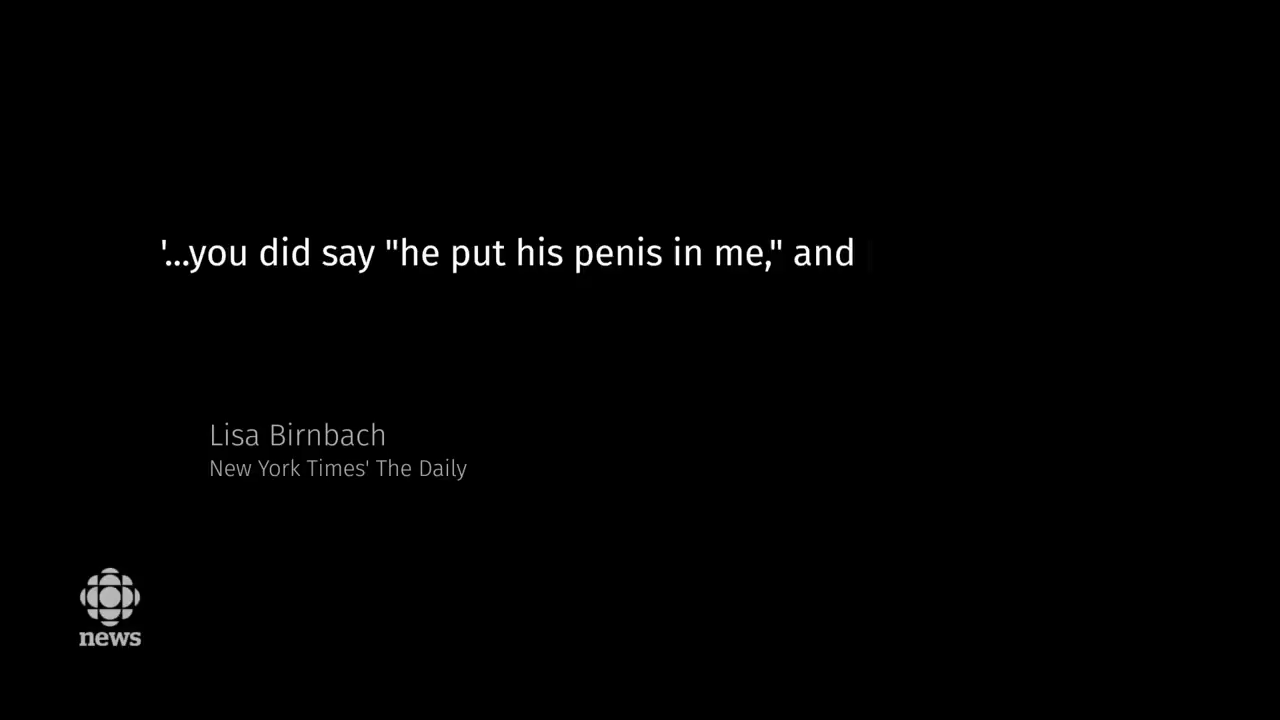 '...you did say "he put his penis in me," and
Lisa Birnbach
New York Times' The Daily
news